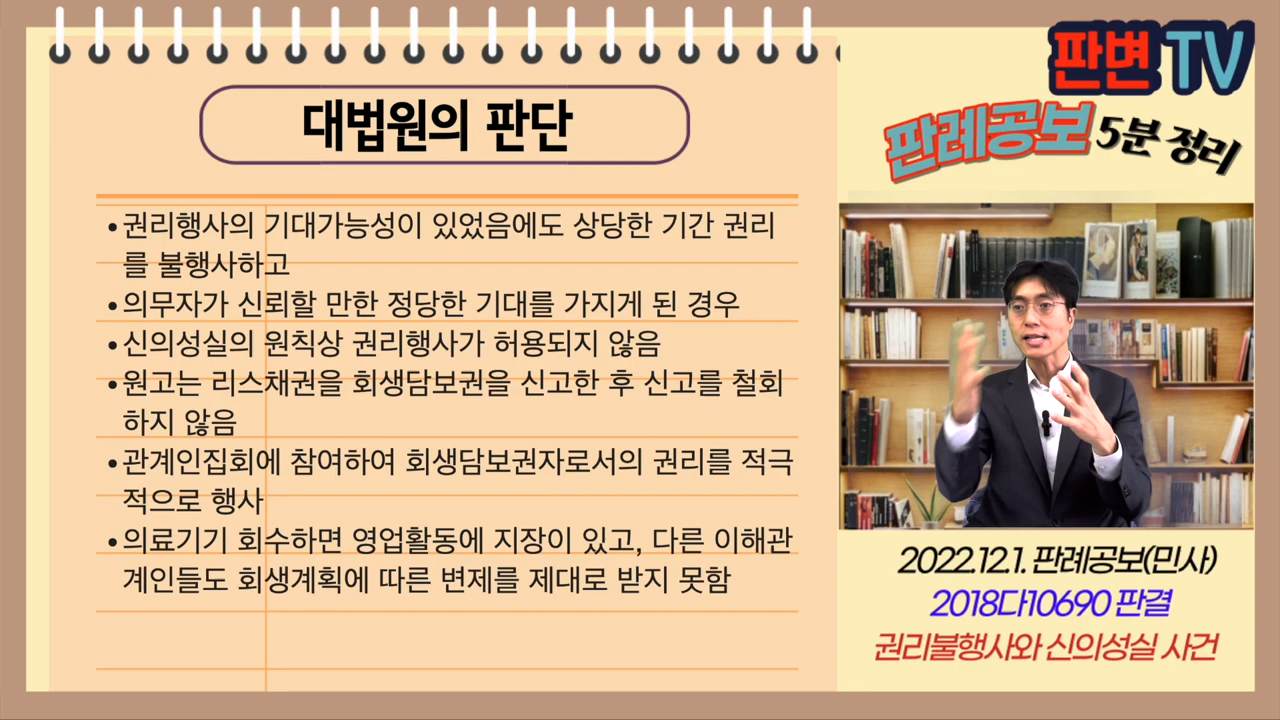 대법원의 판단
•권리행사의 기대가능성이 있었음에도 상당한 기간 권리
를 불행사하고
•의무자가 신뢰할 만한 정당한 기대를 가지게 된 경우
•신의성실의 원칙상 권리행사가 허용되지 않음
•원고는 리스채권을 회생담보권을 신고한 후 신고를 철회
하지 않음
•관계인집회에 참여하여 회생담보권자로서의 권리를 적극
적으로 행사
•의료기기 회수하면 영업활동에 지장이 있고, 다른 이해관
계인들도 회생계획에 따른 변제를 제대로 받지 못함
판변 TV
판례공보 5분 정리
2022.12.1. 판례공보(민사)
2018다10690 판결
권리불행사와 신의성실 사건